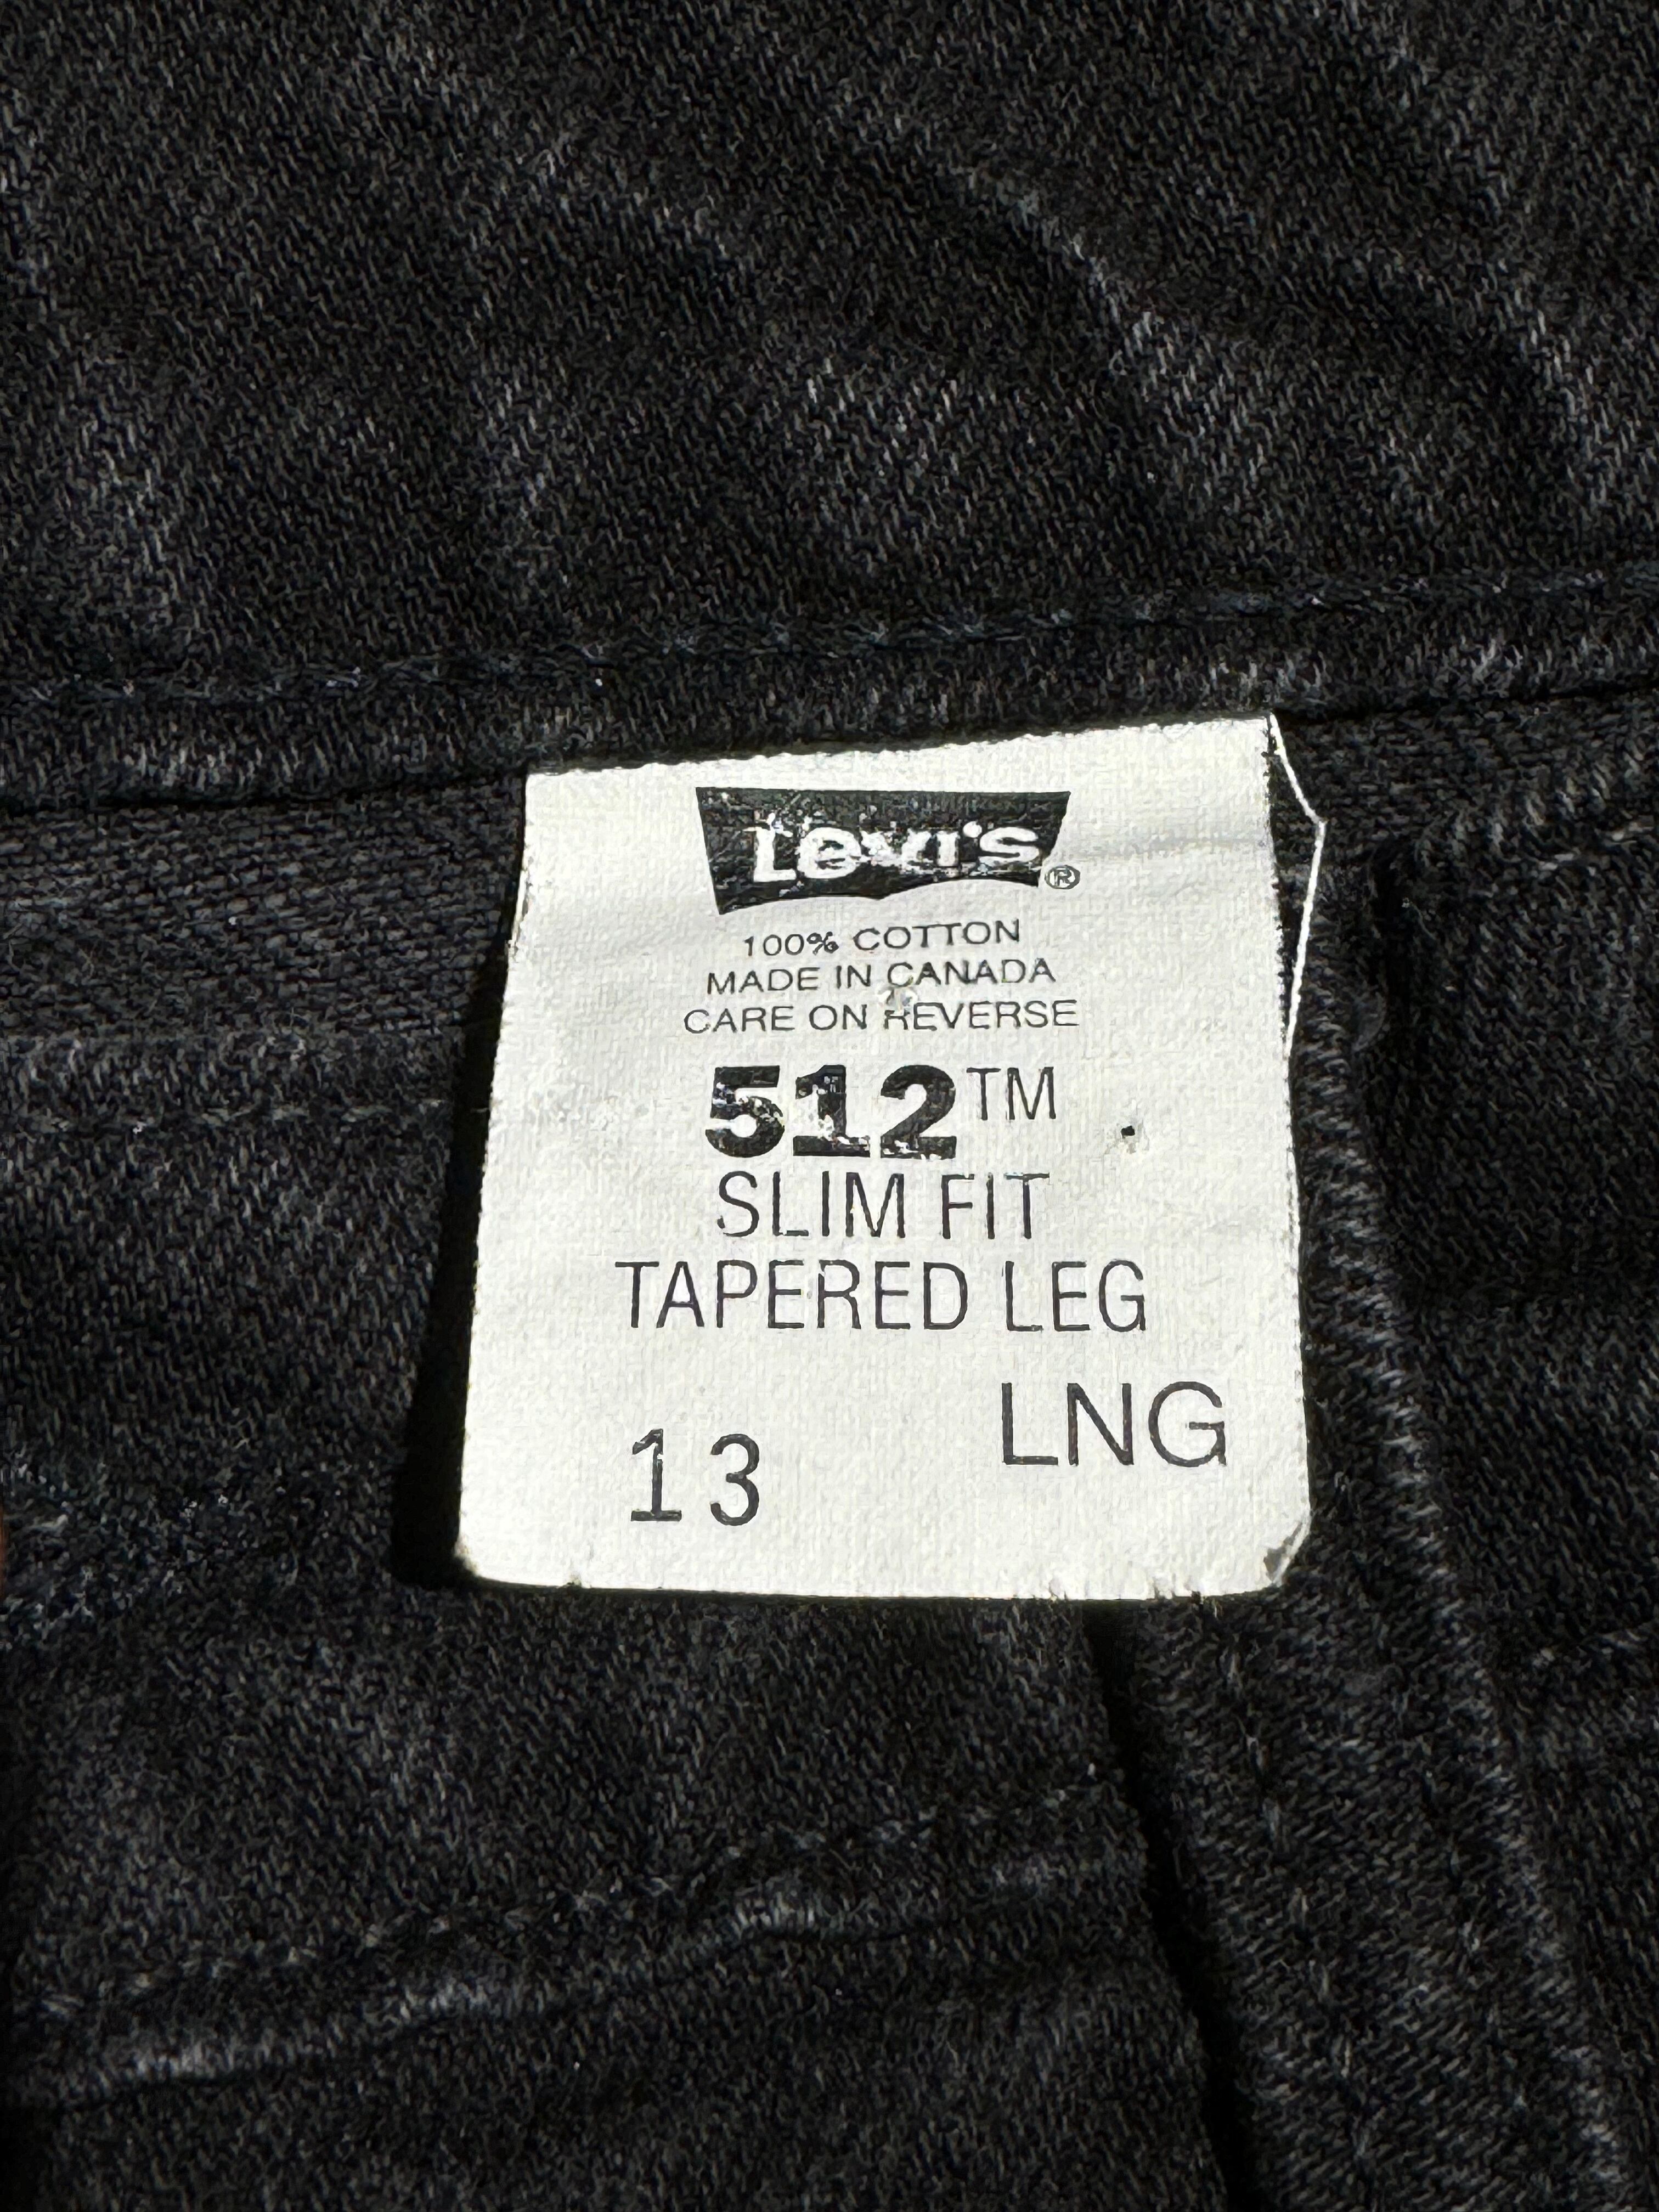 Levi's®
100% COTTON
MADE IN CANADA
CARE ON REVERSE
512™
SLIM FIT
TAPERED LEG
13 LNG